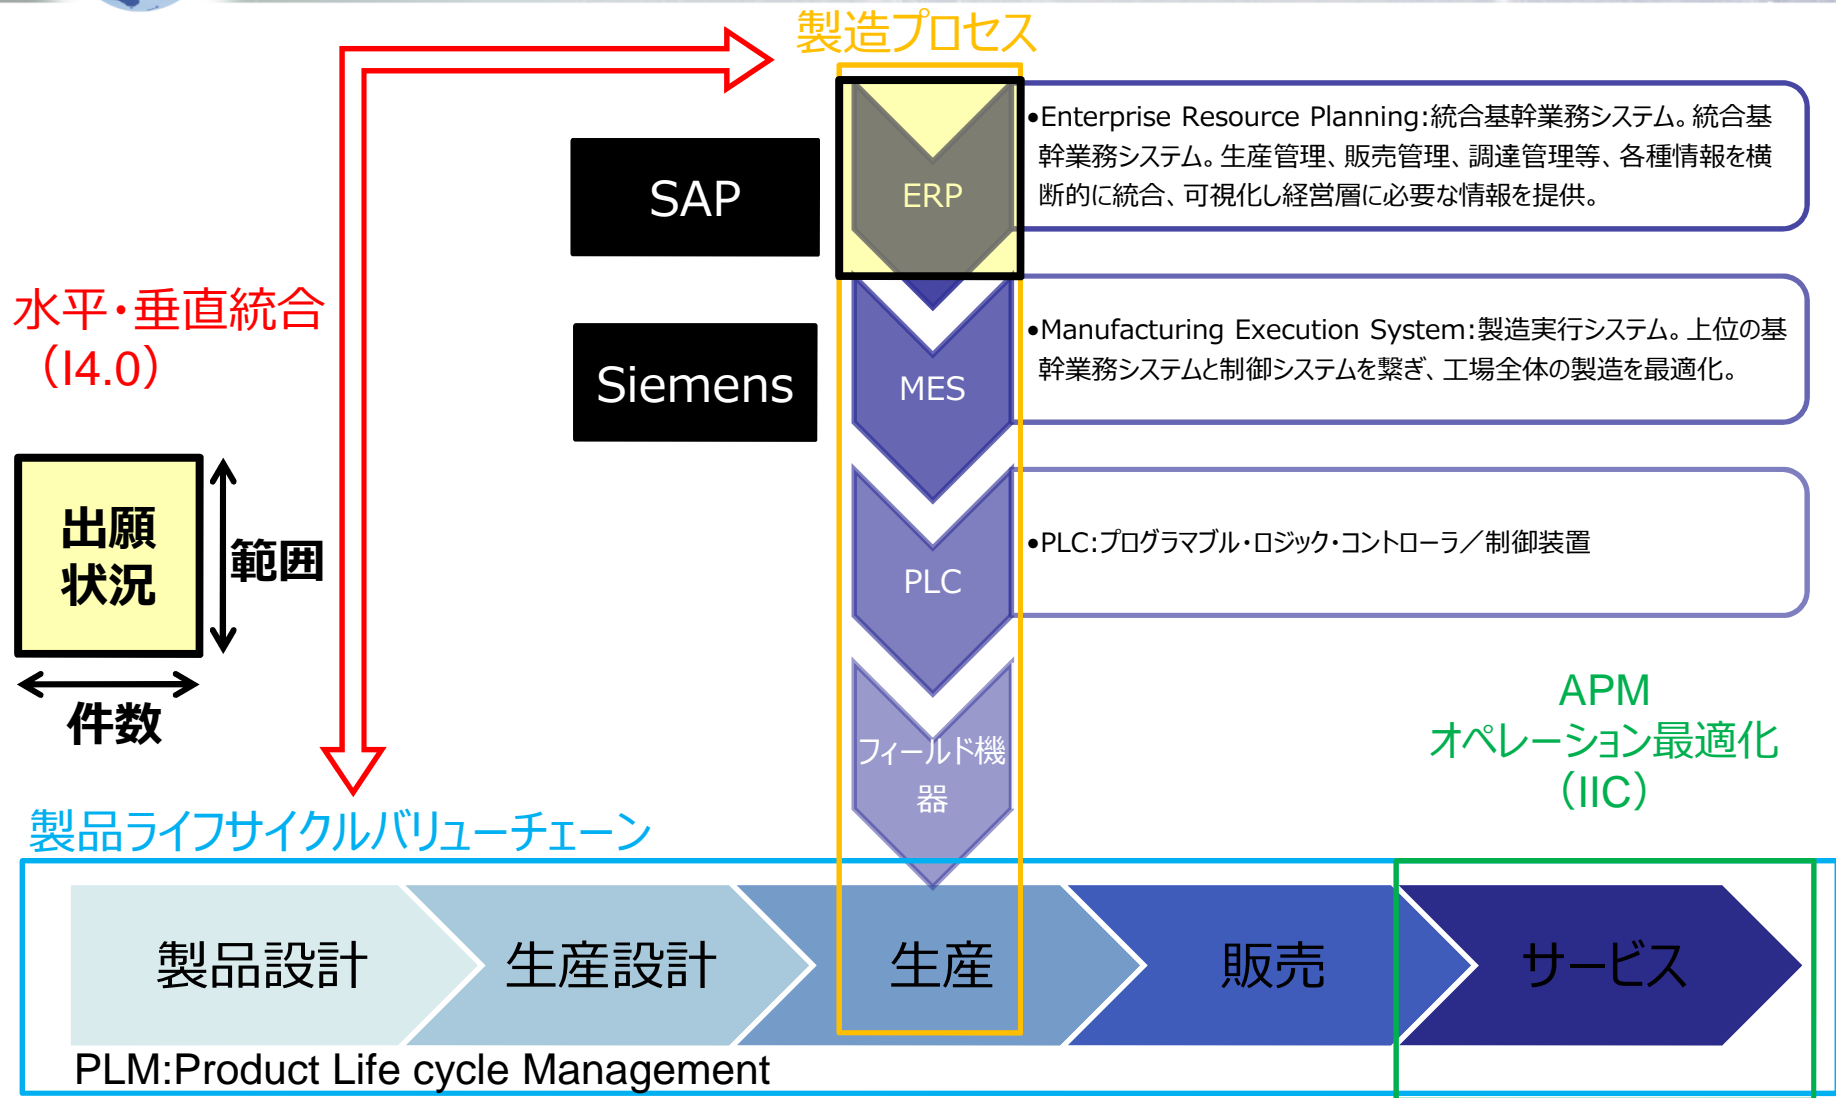 製造プロセス
•Enterprise Resource Planning:統合基幹業務システム。統合基
幹業務システム。生産管理、販売管理、調達管理等、各種情報を横
断的に統合、可視化し経営層に必要な情報を提供。
SAP
ERP
水平・垂直統合
（I4.0）
•Manufacturing Execution System:製造実行システム。上位の基
幹業務システムと制御システムを繋ぎ、工場全体の製造を最適化。
Siemens
MES
出願
状況
範囲
件数
•PLC:プログラマブル・ロジック・コントローラ／制御装置
PLC
フィールド機
器
APM
オペレーション最適化
（IIC）
製品ライフサイクルバリューチェーン
製品設計
生産設計
生産
販売
サービス
PLM:Product Life cycle Management